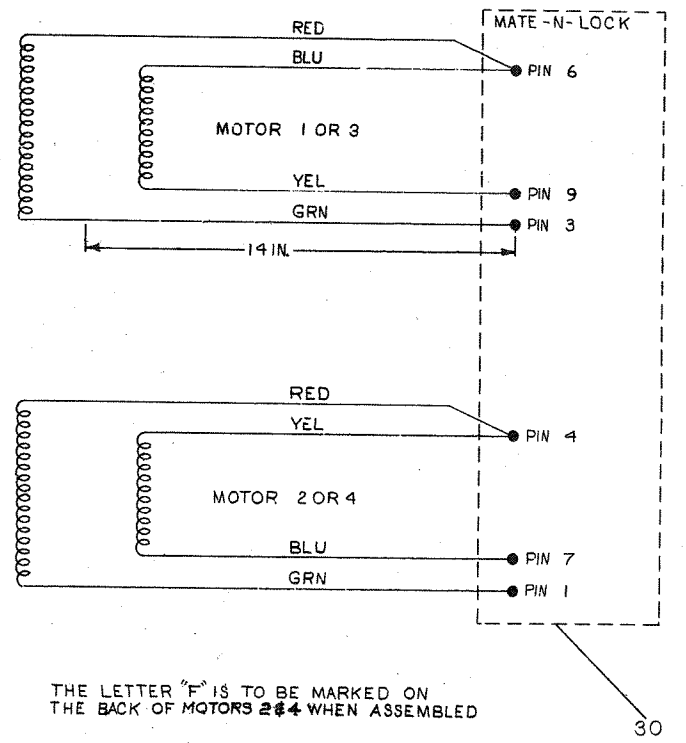 MATE-N-LOCK
RED
BLU
PIN 6
MOTOR 1 OR 3
YEL
PIN 9
GRN
PIN 3
14 IN.
RED
YEL
PIN 4
MOTOR 2 OR 4
BLU
PIN 7
GRN
PIN 1
THE LETTER "F" IS TO BE MARKED ON
THE BACK OF MOTORS 2&4 WHEN ASSEMBLED
30